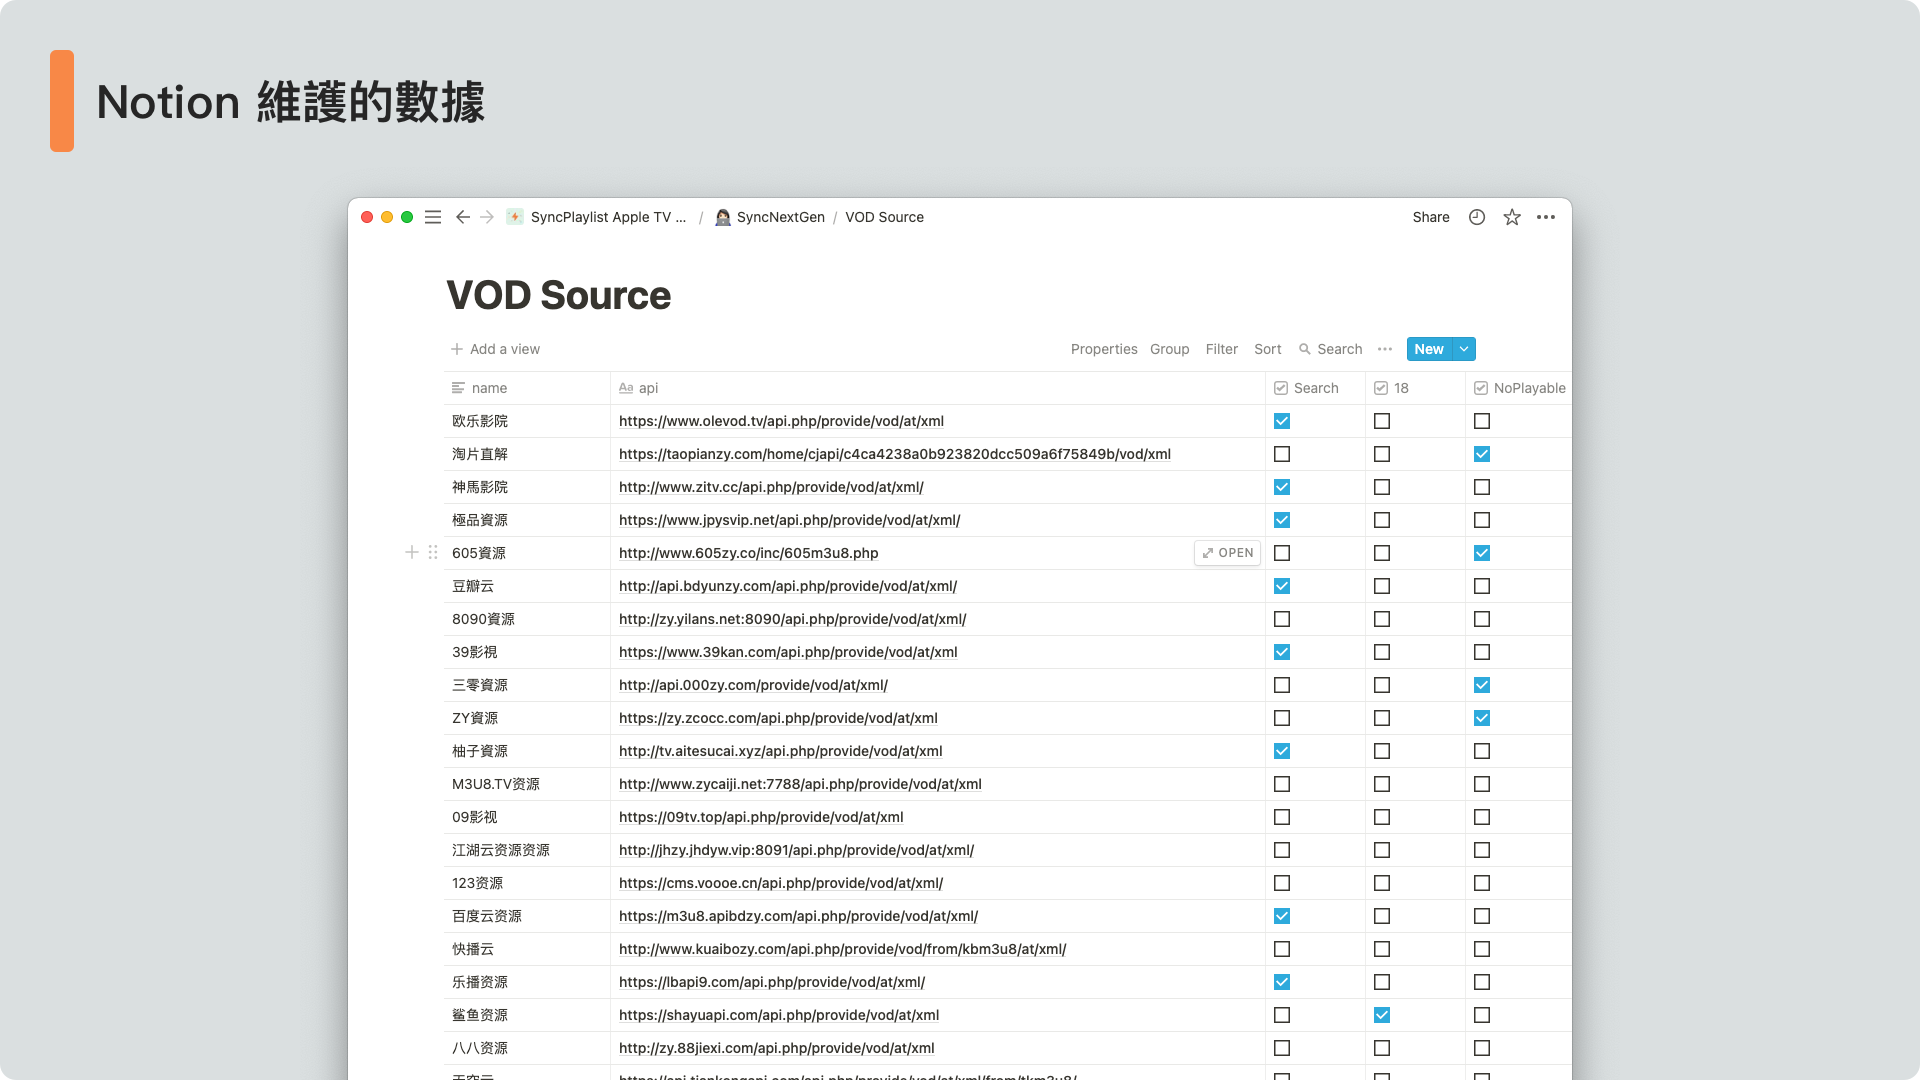 Notion 維護的數據
SyncPlaylist Apple TV ... / SyncNextGen / VOD Source Share
VOD Source
Add a view Properties Group Filter Sort Search New
name Aa api Search 18 NoPlayable
欧乐影院 https://www.olevod.tv/api.php/provide/vod/at/xml
淘片直解 https://taopianzy.com/home/cjapi/c4ca4238a0b923820dcc509a6f75849b/vod/xml
神馬影院 http://www.zitv.cc/api.php/provide/vod/at/xml/
極品資源 https://www.jpysvip.net/api.php/provide/vod/at/xml/
605資源 http://www.605zy.co/inc/605m3u8.php OPEN
豆瓣云 http://api.bdyunzy.com/api.php/provide/vod/at/xml/
8090資源 http://zy.yilans.net:8090/api.php/provide/vod/at/xml/
39影視 https://www.39kan.com/api.php/provide/vod/at/xml
三零資源 http://api.000zy.com/provide/vod/at/xml/
ZY資源 https://zy.zcocc.com/api.php/provide/vod/at/xml
柚子資源 http://tv.aitesucai.xyz/api.php/provide/vod/at/xml
M3U8.TV资源 http://www.zycaiji.net:7788/api.php/provide/vod/at/xml
09影视 https://09tv.top/api.php/provide/vod/at/xml
江湖云资源资源 http://jhzy.jhdyw.vip:8091/api.php/provide/vod/at/xml/
123资源 https://cms.voooe.cn/api.php/provide/vod/at/xml/
百度云资源 https://m3u8.apibdzy.com/api.php/provide/vod/at/xml/
快播云 http://www.kuaibozy.com/api.php/provide/vod/from/kbm3u8/at/xml/
乐播资源 https://lbapi9.com/api.php/provide/vod/at/xml/
鲨鱼资源 https://shayuapi.com/api.php/provide/vod/at/xml
八八资源 http://zy.88jiexi.com/api.php/provide/vod/at/xml